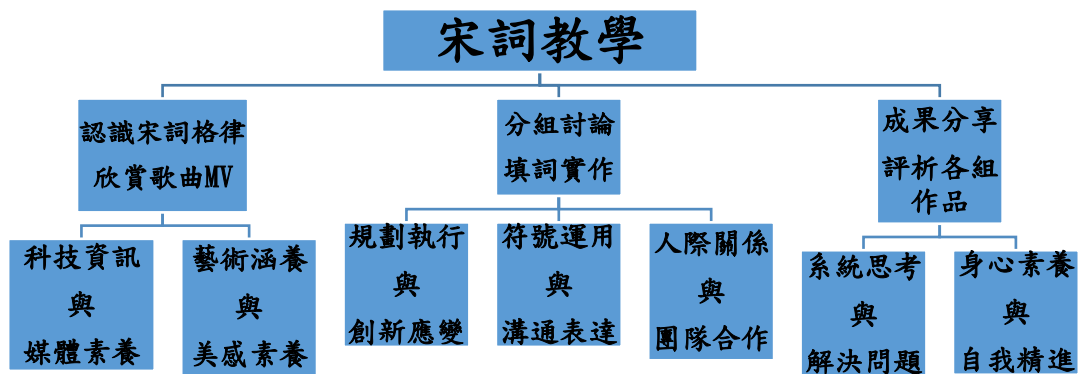 宋詞教學
認識宋詞格律
欣賞歌曲MV
分組討論
填詞實作
成果分享
評析各組
作品
科技資訊
與
媒體素養
藝術涵養
與
美感素養
規劃執行
與
創新應變
符號運用
與
溝通表達
人際關係
與
團隊合作
系統思考
與
解決問題
身心素養
與
自我精進